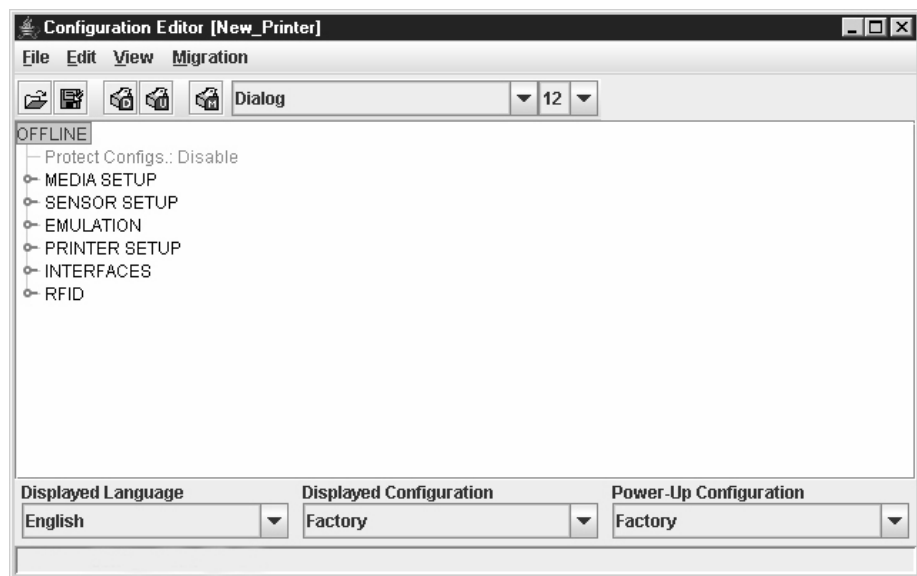 Configuration Editor [New_Printer]
File Edit View Migration
Dialog 12
OFFLINE
Protect Configs.: Disable
MEDIA SETUP
SENSOR SETUP
EMULATION
PRINTER SETUP
INTERFACES
RFID
Displayed Language Displayed Configuration Power-Up Configuration
English Factory Factory